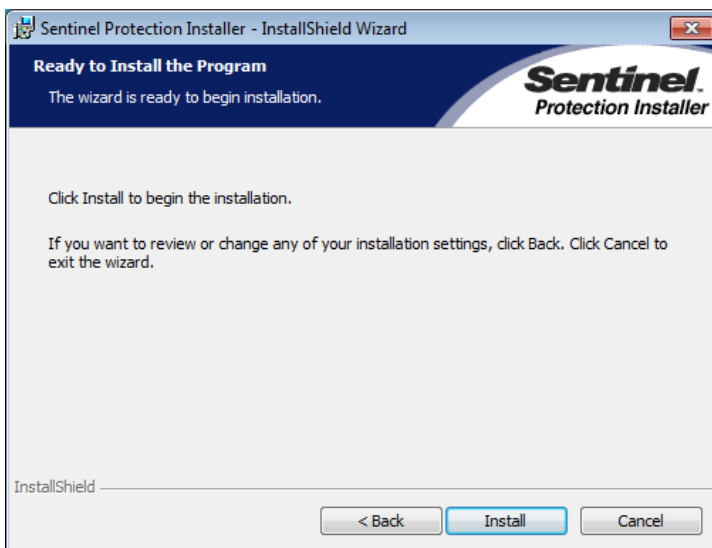 Sentinel Protection Installer - InstallShield Wizard
Ready to Install the Program
The wizard is ready to begin installation.
Sentinel.
Protection Installer
Click Install to begin the installation.
If you want to review or change any of your installation settings, click Back. Click Cancel to
exit the wizard.
InstallShield
< Back
Install
Cancel